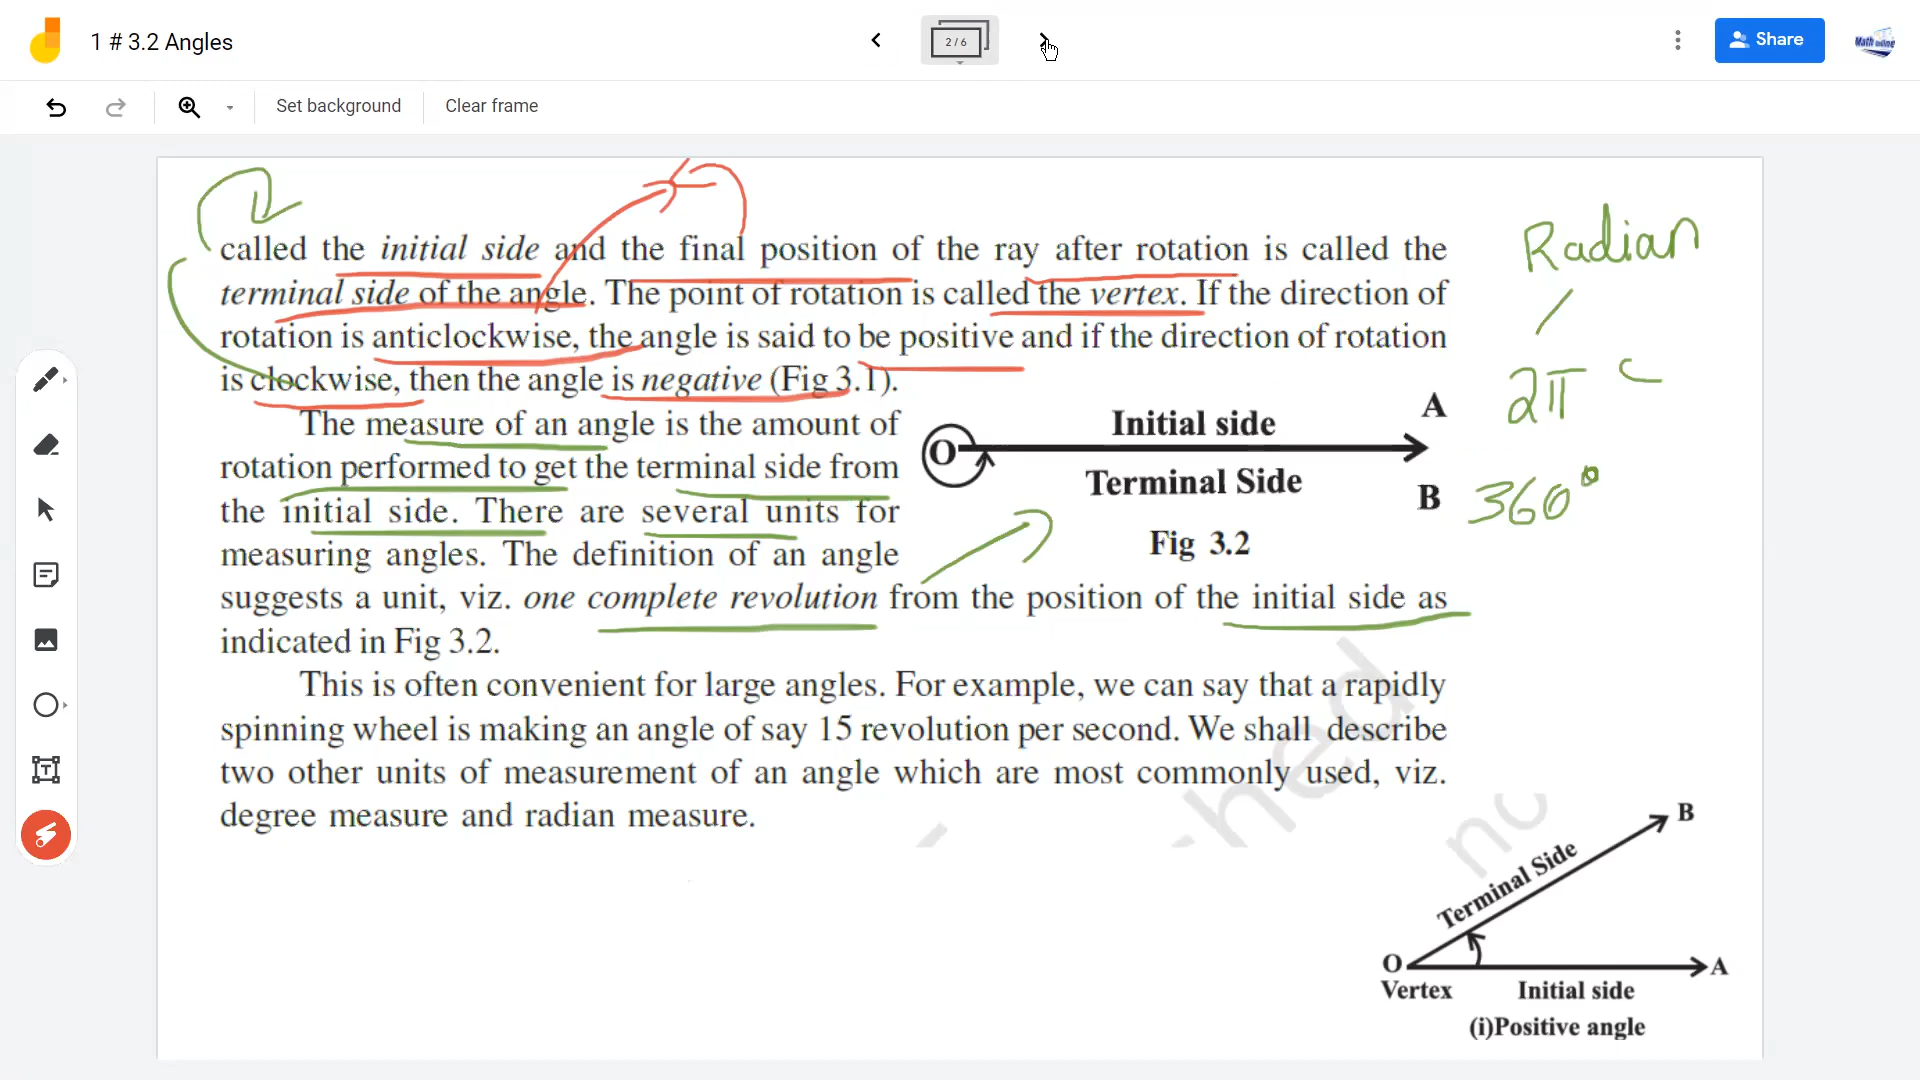 1 # 3.2 Angles
2 / 6
Share
Math online
Set background
Clear frame
called the initial side and the final position of the ray after rotation is called the
terminal side of the angle. The point of rotation is called the vertex. If the direction of
rotation is anticlockwise, the angle is said to be positive and if the direction of rotation
is clockwise, then the angle is negative (Fig 3.1).
The measure of an angle is the amount of
rotation performed to get the terminal side from
the initial side. There are several units for
measuring angles. The definition of an angle
suggests a unit, viz. one complete revolution from the position of the initial side as
indicated in Fig 3.2.
This is often convenient for large angles. For example, we can say that a rapidly
spinning wheel is making an angle of say 15 revolution per second. We shall describe
two other units of measurement of an angle which are most commonly used, viz.
degree measure and radian measure.
Initial side
A
O
Terminal Side
B
Fig 3.2
Radian
2π c
360°
hed
no
B
Terminal Side
O
A
Vertex
Initial side
(i)Positive angle